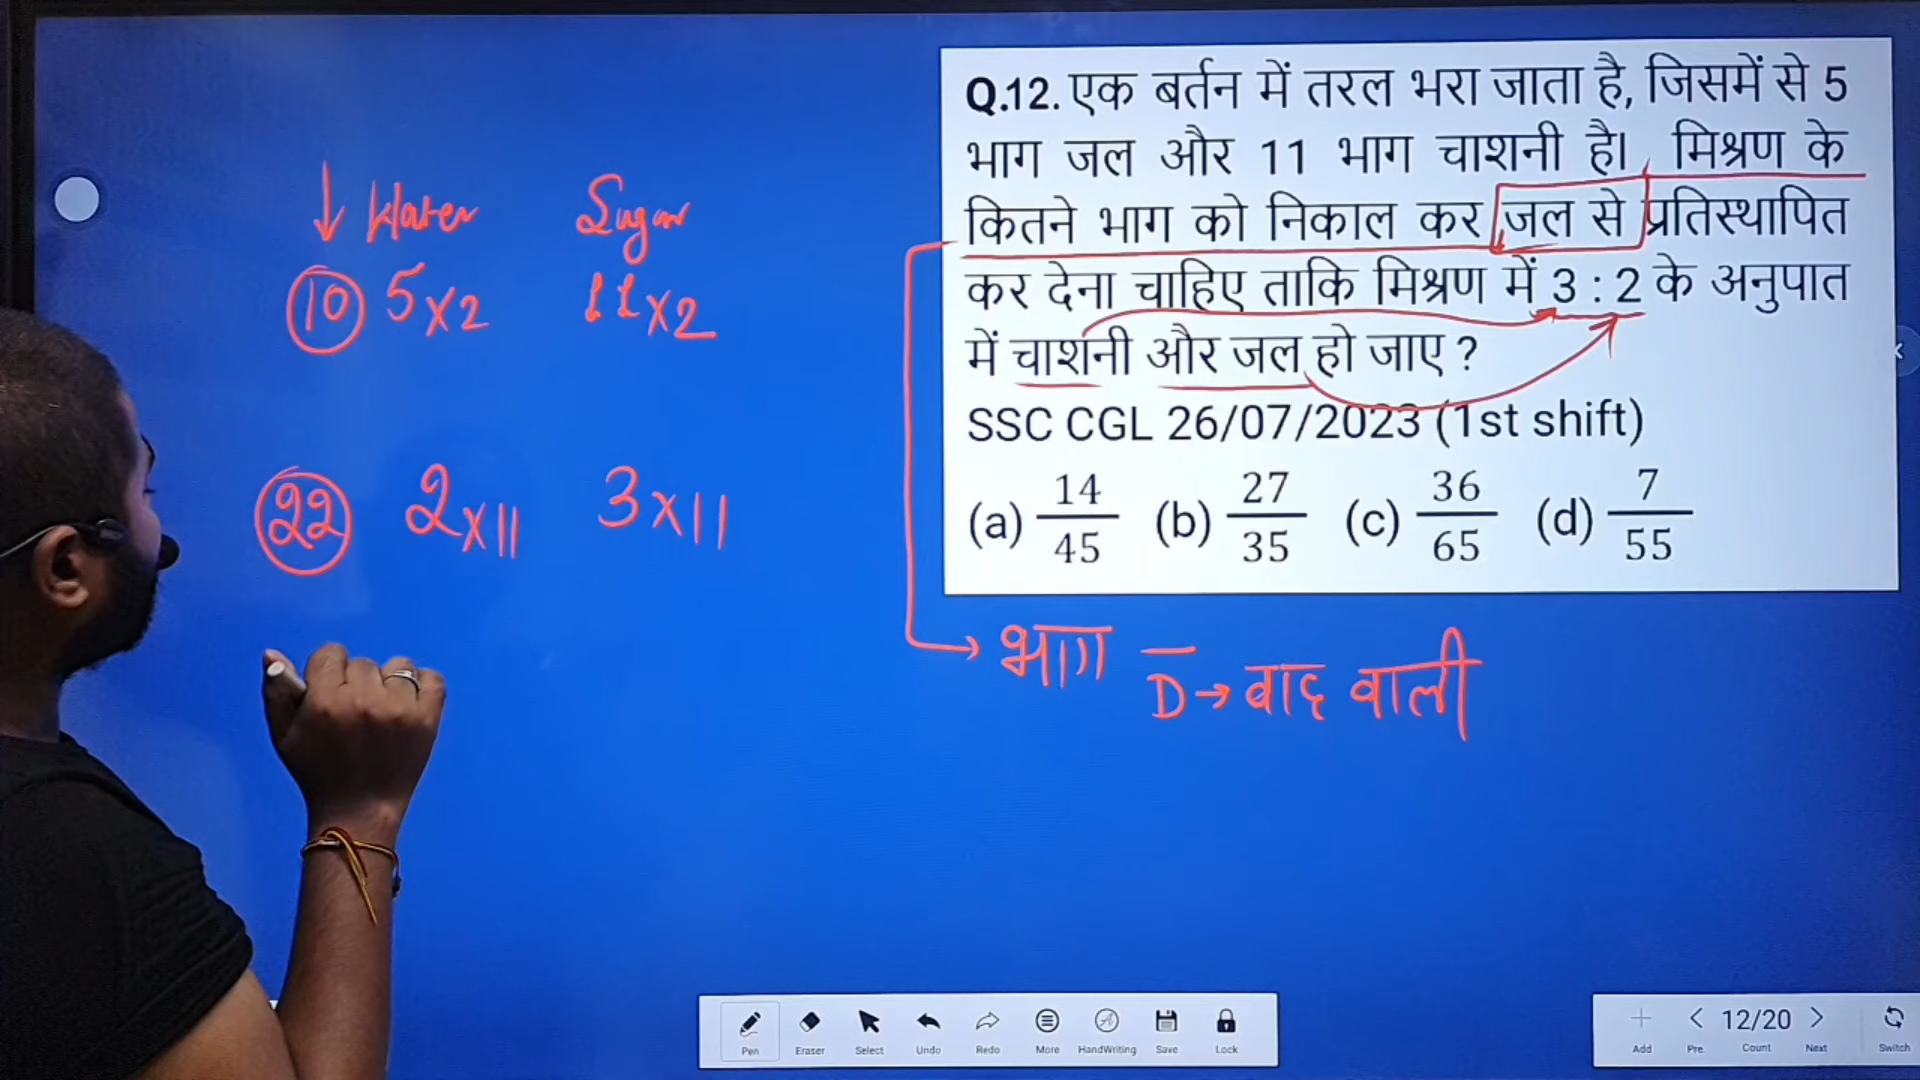 Water Sugar
10 5x2 11x2
22 2x11 3x11
Q.12. एक बर्तन में तरल भरा जाता है, जिसमें से 5
भाग जल और 11 भाग चाशनी है। मिश्रण के
कितने भाग को निकाल कर जल से प्रतिस्थापित
कर देना चाहिए ताकि मिश्रण में 3 : 2 के अनुपात
में चाशनी और जल हो जाए ?
SSC CGL 26/07/2023 (1st shift)
(a) 14/45 (b) 27/35 (c) 36/65 (d) 7/55
भाग D→ बाद वाली
Pen Eraser Select Undo Redo More HandWriting Save Lock
12/20
Add Pre. Count Next Switch